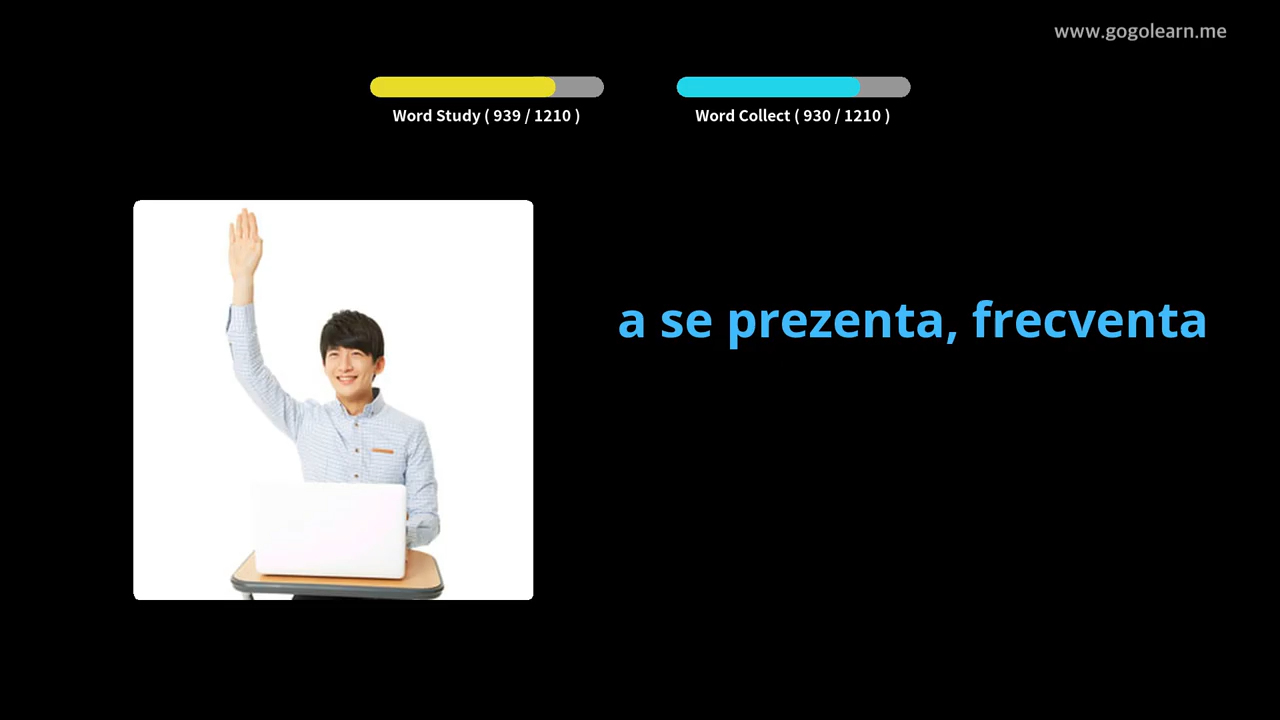 www.gogolearn.me
Word Study ( 939 / 1210 )
Word Collect ( 930 / 1210 )
a se prezenta, frecventa